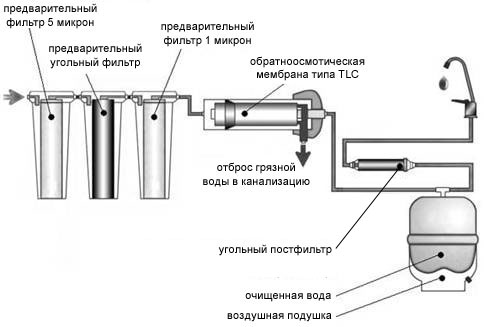 предварительный
фильтр 5 микрон
предварительный
угольный фильтр
предварительный
фильтр 1 микрон
обратноосмотическая
мембрана типа TLC
отброс грязной
воды в канализацию
угольный постфильтр
очищенная вода
воздушная подушка